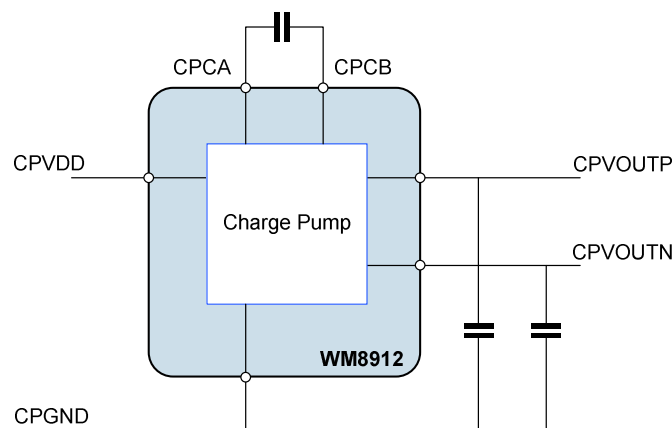 CPCA
CPCB
CPVDD
CPVOUTP
Charge Pump
CPVOUTN
WM8912
CPGND